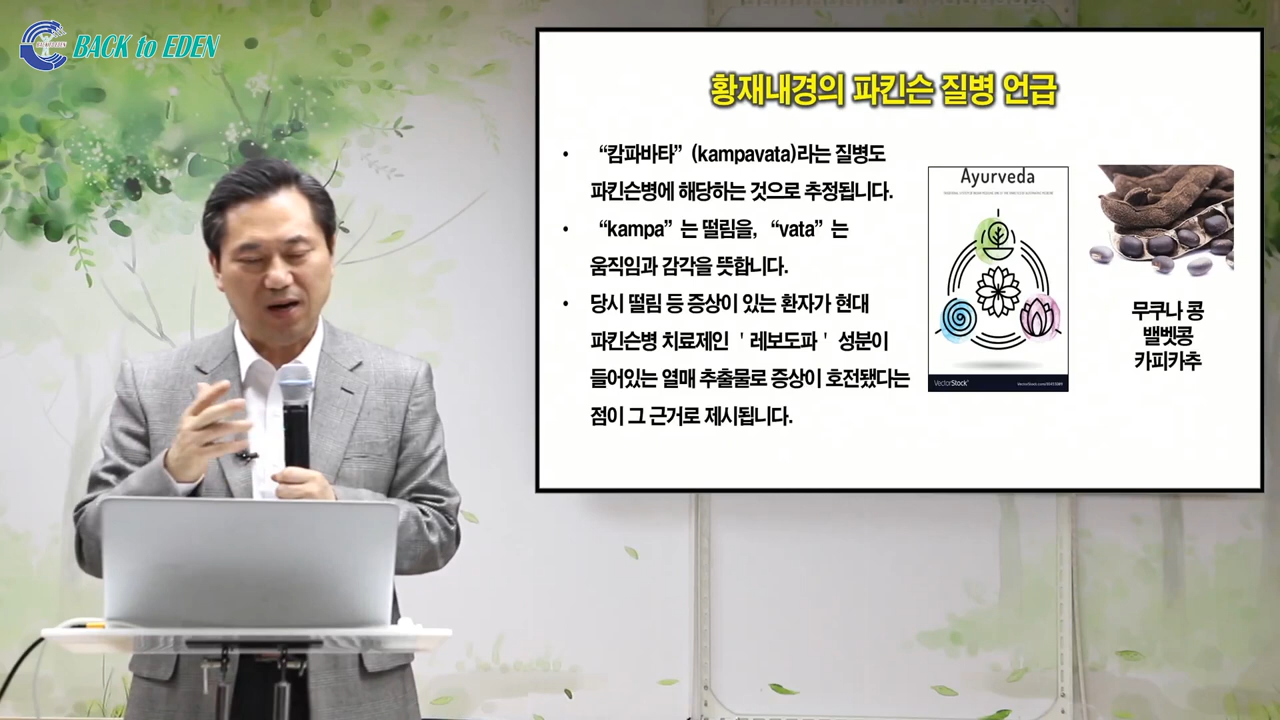 BACK to EDEN
황재내경의 파킨슨 질병 언급
• “캄파바타” (kampavata)라는 질병도
파킨슨병에 해당하는 것으로 추정됩니다.
• “kampa” 는 떨림을, “vata” 는
움직임과 감각을 뜻합니다.
• 당시 떨림 등 증상이 있는 환자가 현대
파킨슨병 치료제인 ' 레보도파 ' 성분이
들어있는 열매 추출물로 증상이 호전됐다는
점이 그 근거로 제시됩니다.
Ayurveda
VectorStock
무쿠나 콩
밸벳콩
카피카추